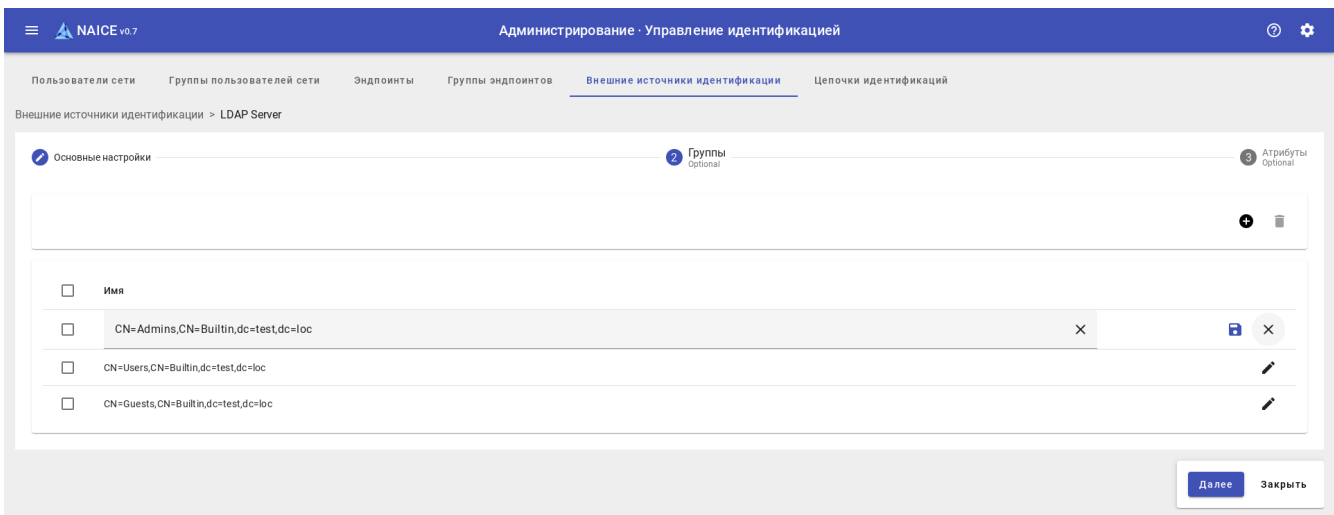 NAICE v0.7
Администрирование · Управление идентификацией
Пользователи сети Группы пользователей сети Эндпоинты Группы эндпоинтов Внешние источники идентификации Цепочки идентификаций
Внешние источники идентификации > LDAP Server
Основные настройки
2 Группы
Optional
3 Атрибуты
Optional
Имя
CN=Admins,CN=Builtin,dc=test,dc=loc
CN=Users,CN=Builtin,dc=test,dc=loc
CN=Guests,CN=Builtin,dc=test,dc=loc
Далее Закрыть